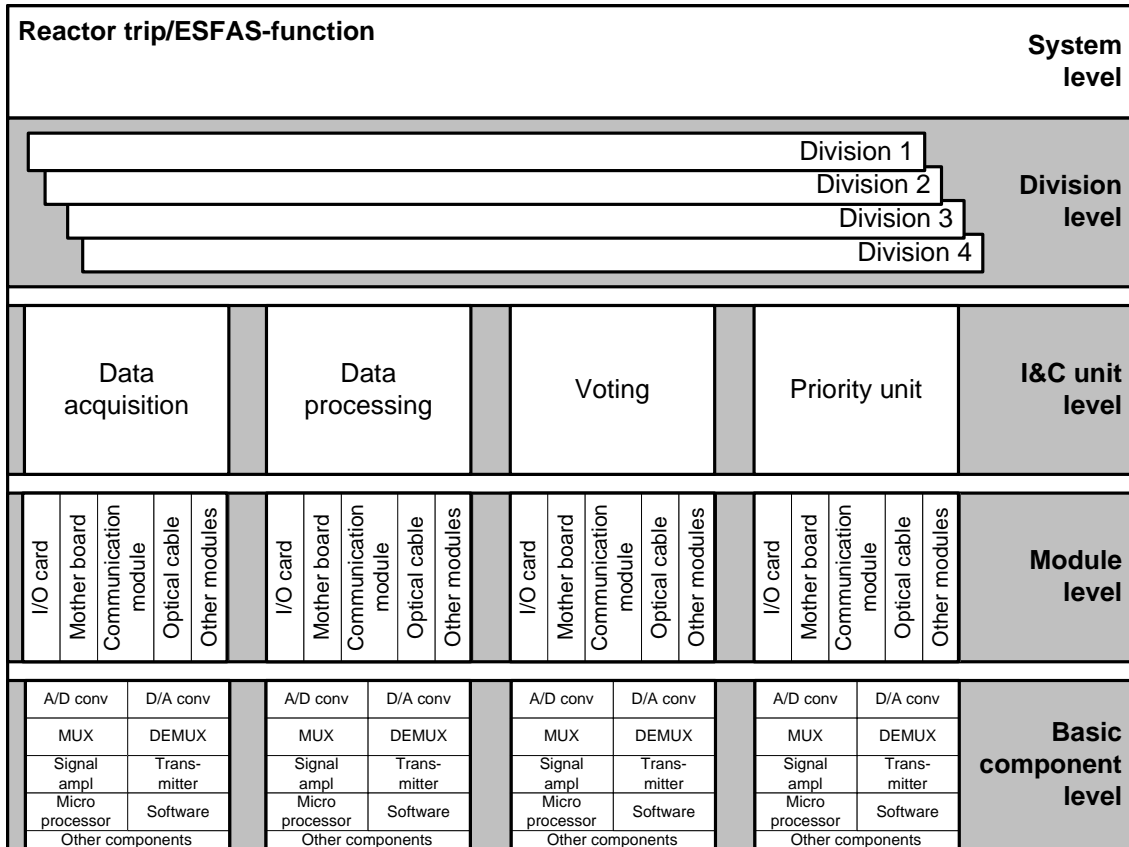 Reactor trip/ESFAS-function
System
level
Division 1
Division 2
Division 3
Division 4
Division
level
Data
acquisition
Data
processing
Voting
Priority unit
I&C unit
level
I/O card
Mother board
Communication
module
Optical cable
Other modules
I/O card
Mother board
Communication
module
Optical cable
Other modules
I/O card
Mother board
Communication
module
Optical cable
Other modules
I/O card
Mother board
Communication
module
Optical cable
Other modules
Module
level
A/D conv
D/A conv
MUX
DEMUX
Signal
ampl
Trans-
mitter
Micro
processor
Software
Other components
A/D conv
D/A conv
MUX
DEMUX
Signal
ampl
Trans-
mitter
Micro
processor
Software
Other components
A/D conv
D/A conv
MUX
DEMUX
Signal
ampl
Trans-
mitter
Micro
processor
Software
Other components
A/D conv
D/A conv
MUX
DEMUX
Signal
ampl
Trans-
mitter
Micro
processor
Software
Other components
Basic
component
level